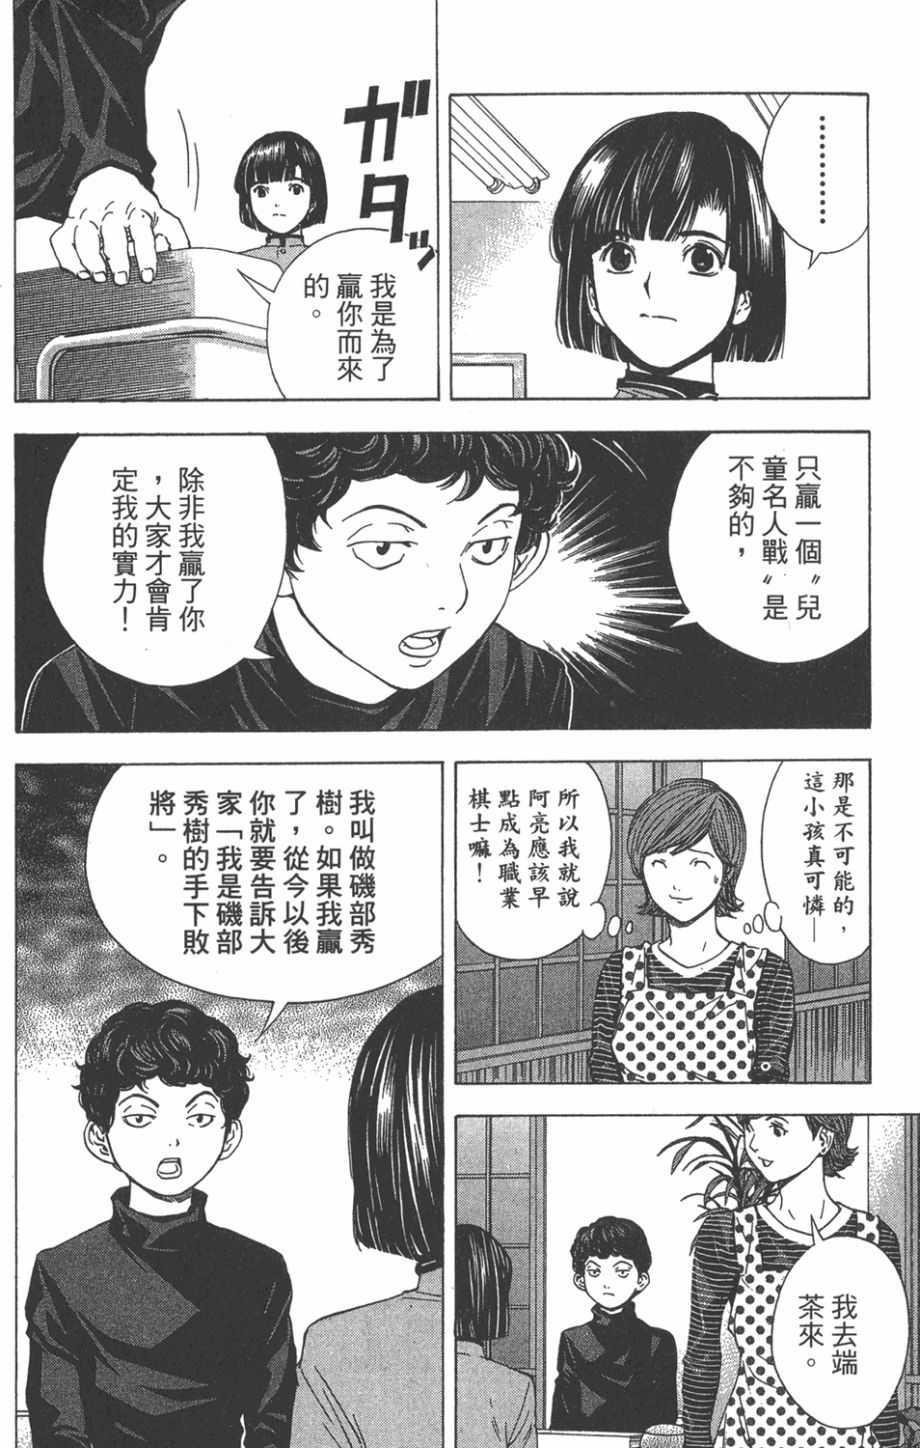 ⋯⋯⋯
ガタッ
我是為了
贏你而來
的。
只贏一個〝兒
童名人戰〞是
不夠的，
除非我贏了你
，大家才會肯
定我的實力！
那是不可能的，
這小孩真可憐—
所以我就說
阿亮應該早
點成為職業
棋士嘛！
我去端
茶來。
我叫做磯部秀
樹。如果我贏
了，從今以後
你就要告訴大
家「我是磯部
秀樹的手下敗
將」。